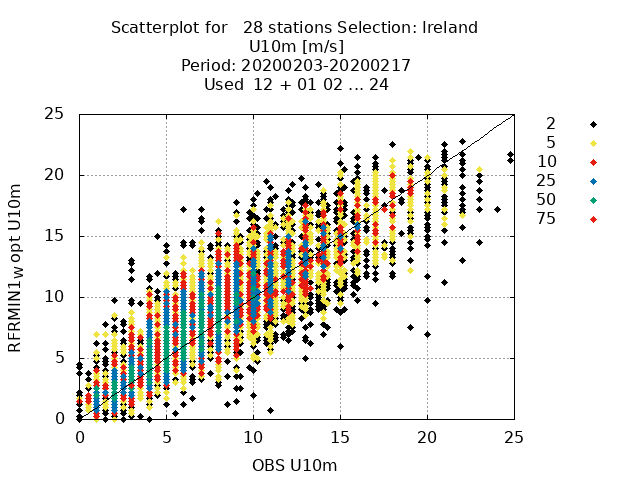 Scatterplot for   28 stations Selection: Ireland
U10m [m/s]
Period: 20200203-20200217
Used  12 + 01 02 ... 24
25
20
15
10
5
0
0 5 10 15 20 25
RFRMIN1w opt U10m
OBS U10m
2
5
10
25
50
75